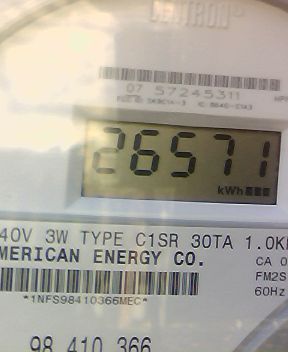 CENTRON
07 57245311
26571
kWh
40V 3W TYPE C1SR 30TA 1.0K
MERICAN ENERGY CO.
CA 0
FM2S
60Hz
*1NFS98410366MEC*
98 410 366